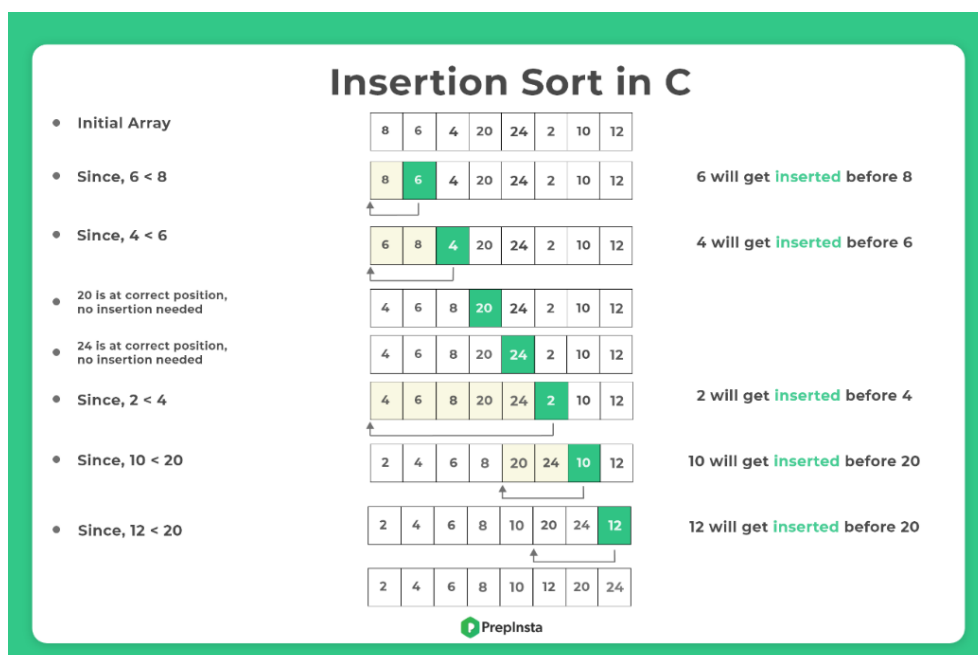 Insertion Sort in C
• Initial Array
8 6 4 20 24 2 10 12
• Since, 6 < 8
8 6 4 20 24 2 10 12
6 will get inserted before 8
• Since, 4 < 6
6 8 4 20 24 2 10 12
4 will get inserted before 6
• 20 is at correct position,
no insertion needed
4 6 8 20 24 2 10 12
• 24 is at correct position,
no insertion needed
4 6 8 20 24 2 10 12
• Since, 2 < 4
4 6 8 20 24 2 10 12
2 will get inserted before 4
• Since, 10 < 20
2 4 6 8 20 24 10 12
10 will get inserted before 20
• Since, 12 < 20
2 4 6 8 10 20 24 12
12 will get inserted before 20
2 4 6 8 10 12 20 24
PrepInsta